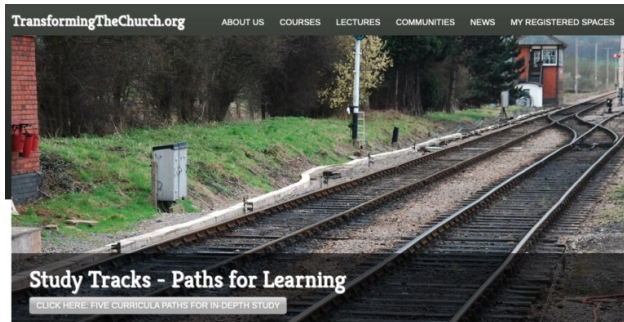 TransformingTheChurch.org
ABOUT US COURSES LECTURES COMMUNITIES NEWS MY REGISTERED SPACES
Study Tracks - Paths for Learning
CLICK HERE: FIVE CURRICULA PATHS FOR IN-DEPTH STUDY